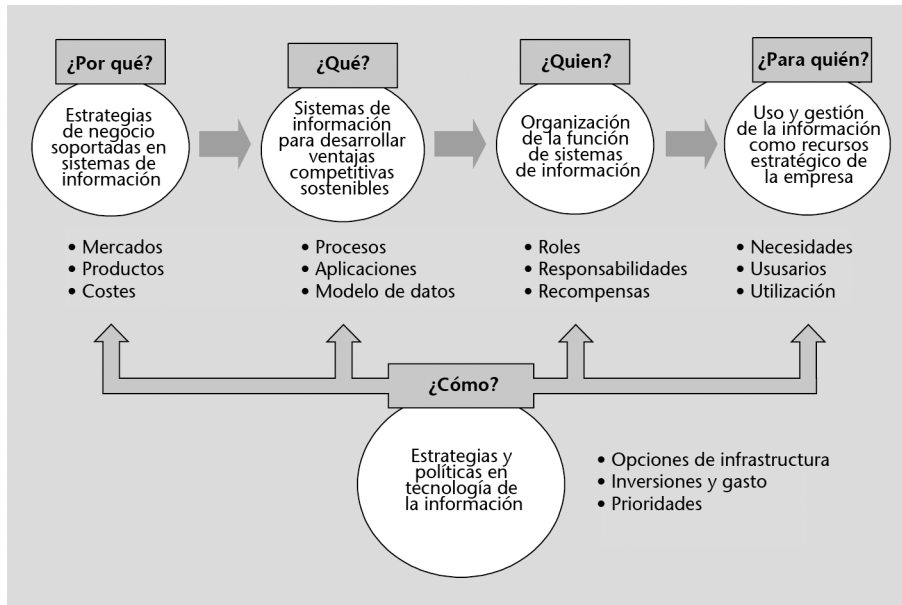 ¿Por qué?
Estrategias
de negocio
soportadas en
sistemas de
información
• Mercados
• Productos
• Costes
¿Qué?
Sistemas de
información
para desarrollar
ventajas
competitivas
sostenibles
• Procesos
• Aplicaciones
• Modelo de datos
¿Quien?
Organización
de la función
de sistemas
de información
• Roles
• Responsabilidades
• Recompensas
¿Para quién?
Uso y gestión
de la información
como recursos
estratégico de
la empresa
• Necesidades
• Ususarios
• Utilización
¿Cómo?
Estrategias y
políticas en
tecnología de
la información
• Opciones de infrastructura
• Inversiones y gasto
• Prioridades